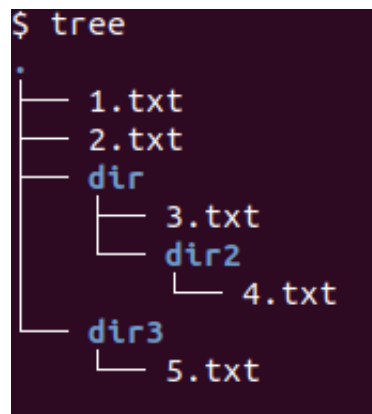 $ tree
.
├── 1.txt
├── 2.txt
├── dir
│   ├── 3.txt
│   └── dir2
│       └── 4.txt
└── dir3
    └── 5.txt